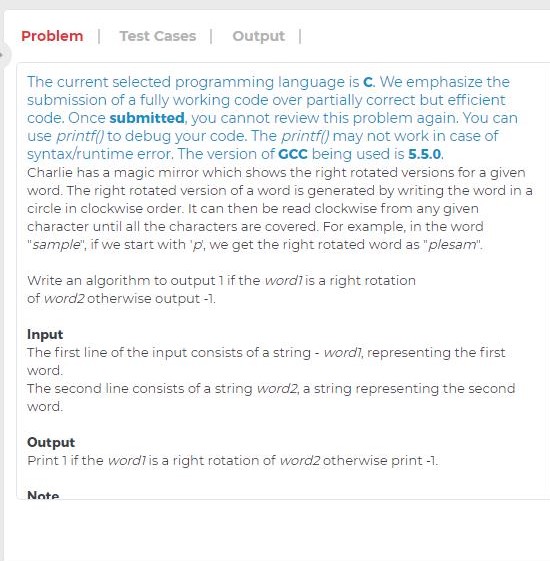 Problem | Test Cases | Output |
The current selected programming language is C. We emphasize the
submission of a fully working code over partially correct but efficient
code. Once submitted, you cannot review this problem again. You can
use printf() to debug your code. The printf() may not work in case of
syntax/runtime error. The version of GCC being used is 5.5.0.
Charlie has a magic mirror which shows the right rotated versions for a given
word. The right rotated version of a word is generated by writing the word in a
circle in clockwise order. It can then be read clockwise from any given
character until all the characters are covered. For example, in the word
"sample", if we start with 'p', we get the right rotated word as "plesam".
Write an algorithm to output 1 if the word1 is a right rotation
of word2 otherwise output -1.
Input
The first line of the input consists of a string - word1, representing the first
word.
The second line consists of a string word2, a string representing the second
word.
Output
Print 1 if the word1 is a right rotation of word2 otherwise print -1.
Note